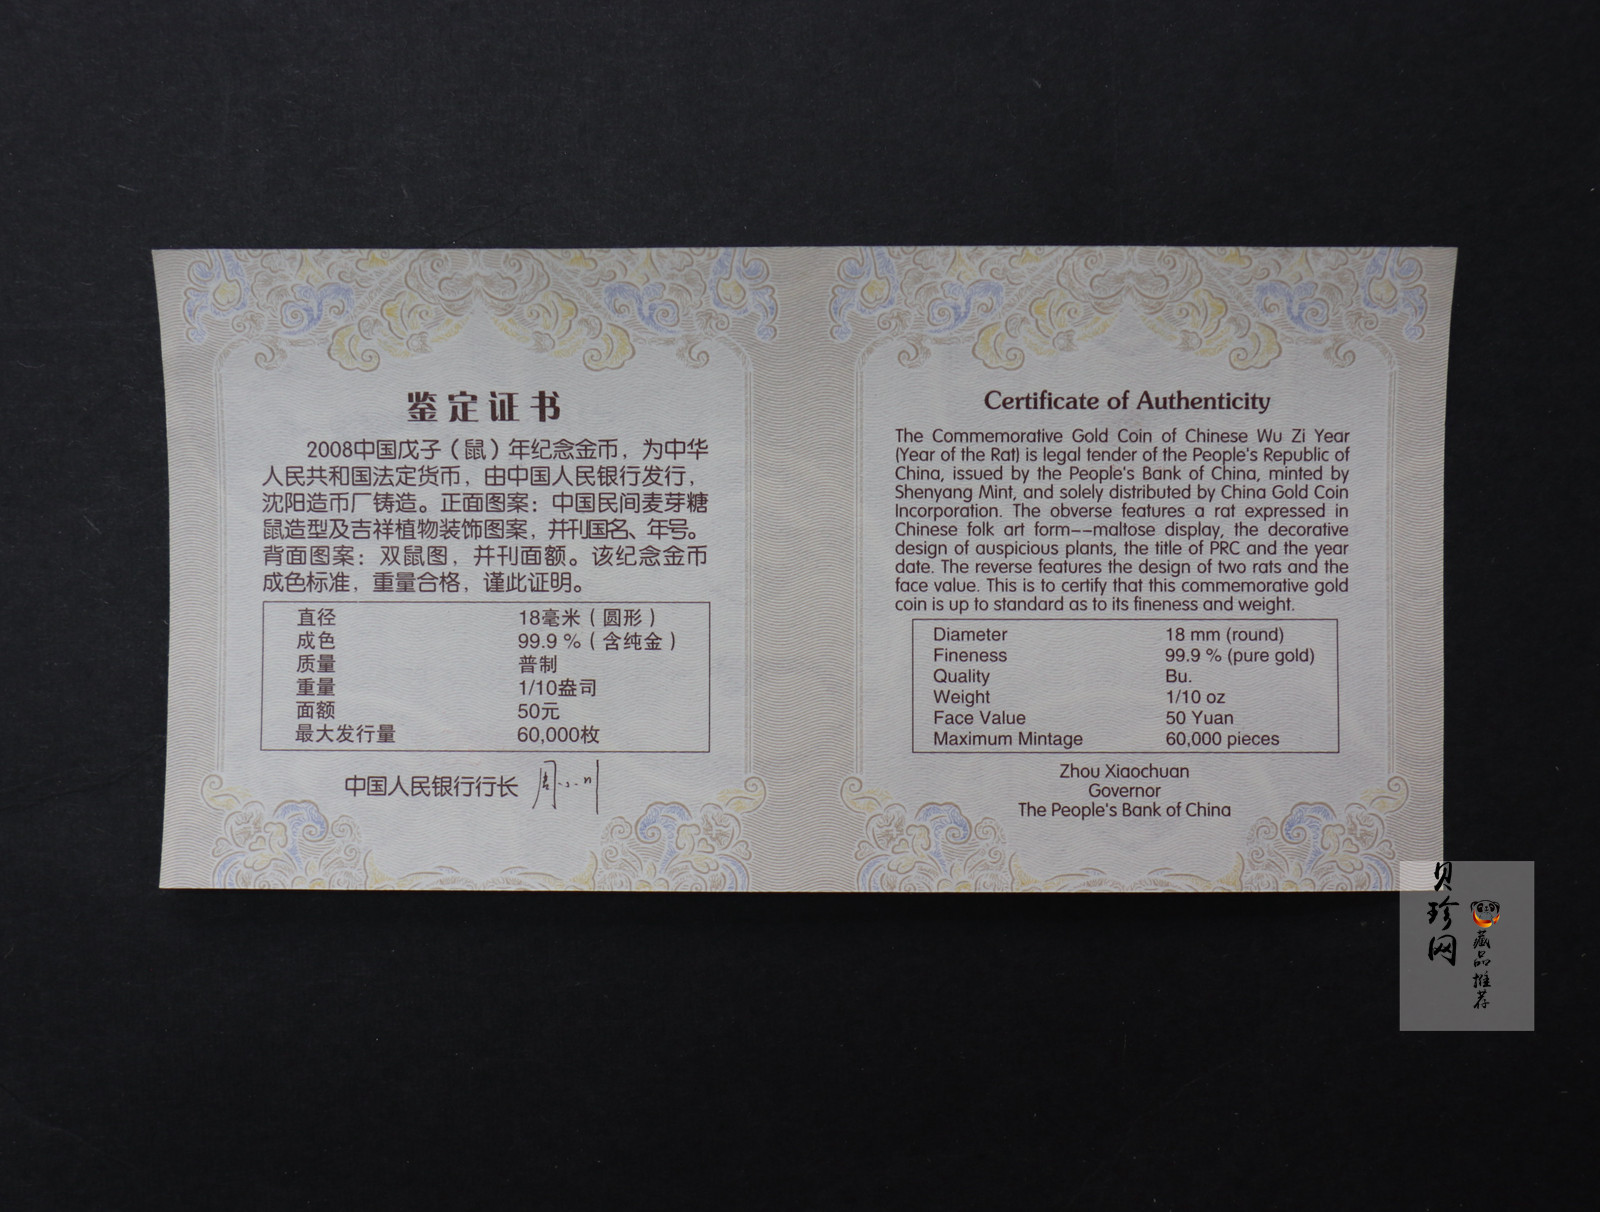 鉴定证书
2008中国戊子（鼠）年纪念金币，为中华
人民共和国法定货币，由中国人民银行发行，
沈阳造币厂铸造。正面图案：中国民间麦芽糖
鼠造型及吉祥植物装饰图案，并刊国名、年号。
背面图案：双鼠图，并刊面额。该纪念金币
成色标准，重量合格，谨此证明。
直径 18毫米（圆形）
成色 99.9 %（含纯金）
质量 普制
重量 1/10盎司
面额 50元
最大发行量 60,000枚
中国人民银行行长 周小川
Certificate of Authenticity
The Commemorative Gold Coin of Chinese Wu Zi Year
(Year of the Rat) is legal tender of the People's Republic of
China, issued by the People's Bank of China, minted by
Shenyang Mint, and solely distributed by China Gold Coin
Incorporation. The obverse features a rat expressed in
Chinese folk art form--maltose display, the decorative
design of auspicious plants, the title of PRC and the year
date. The reverse features the design of two rats and the
face value. This is to certify that this commemorative gold
coin is up to standard as to its fineness and weight.
Diameter 18 mm (round)
Fineness 99.9 % (pure gold)
Quality Bu.
Weight 1/10 oz
Face Value 50 Yuan
Maximum Mintage 60,000 pieces
Zhou Xiaochuan
Governor
The People's Bank of China
贝珍网
藏品推荐